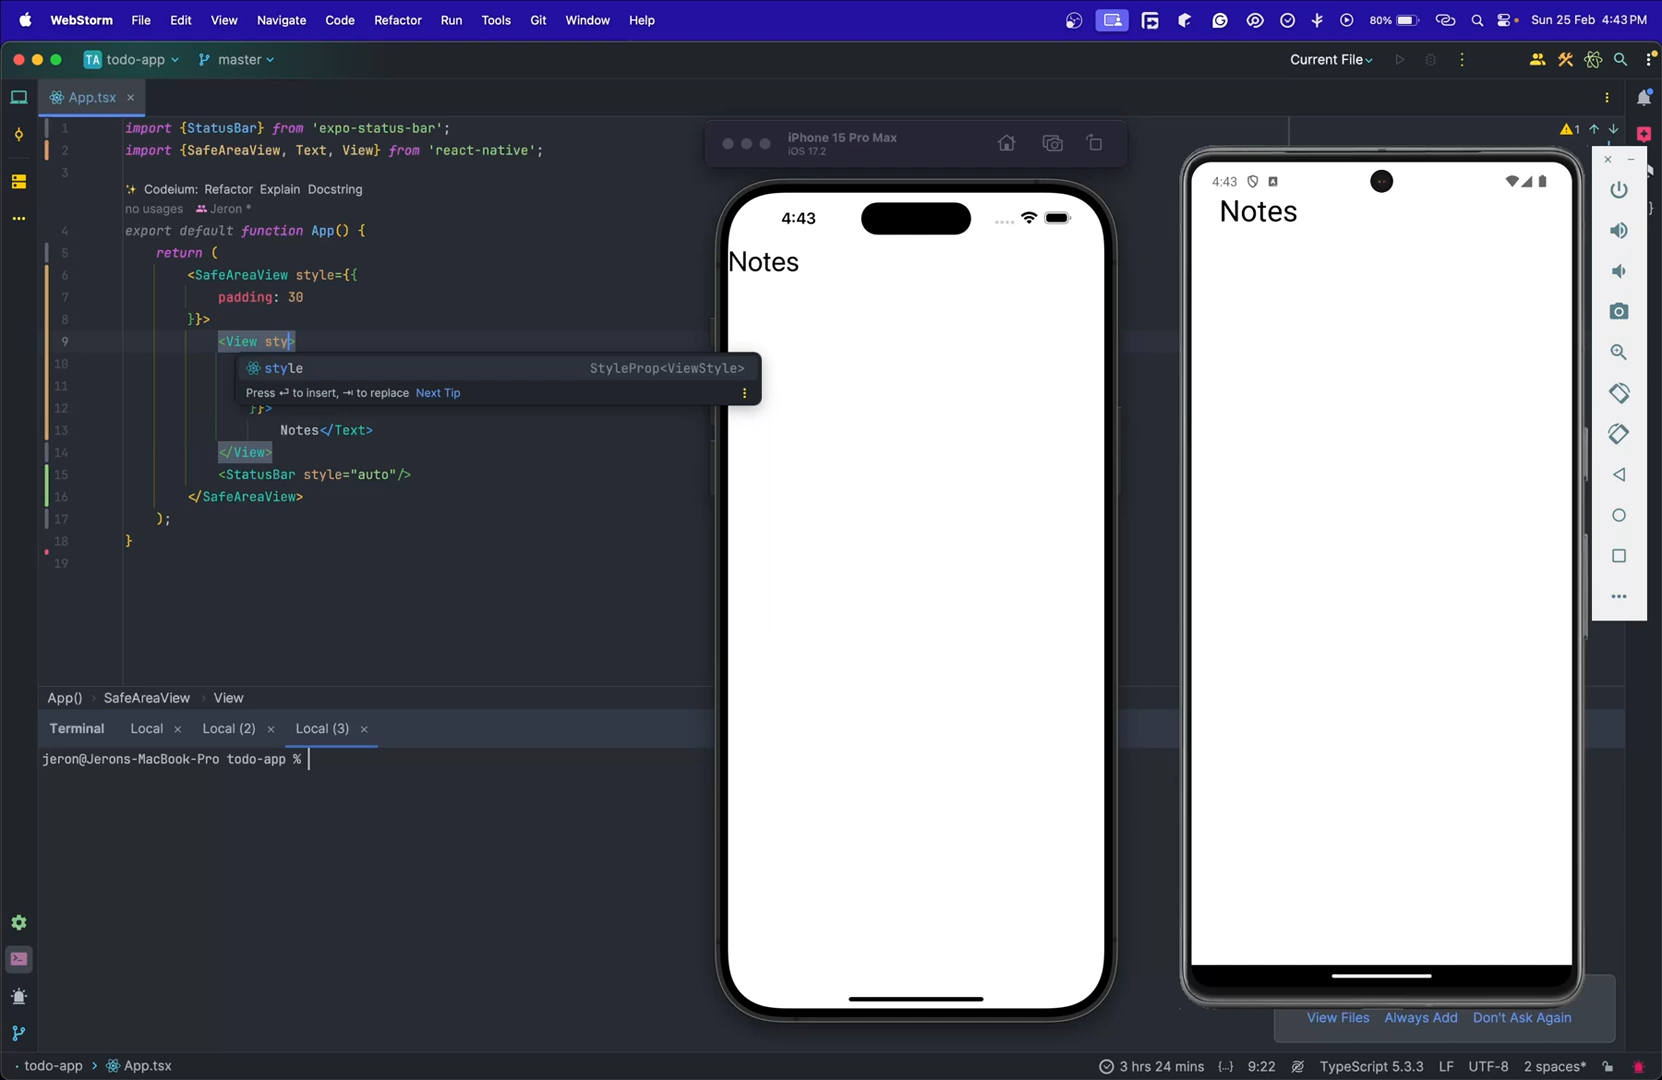 WebStorm File Edit View Navigate Code Refactor Run Tools Git Window Help 80% Sun 25 Feb 4:43 PM
TA todo-app master Current File
App.tsx
1 import {StatusBar} from 'expo-status-bar';
2 import {SafeAreaView, Text, View} from 'react-native';
3
Codeium: Refactor Explain Docstring
no usages Jeron *
4 export default function App() {
5 return (
6 <SafeAreaView style={{
7 padding: 30
8 }}>
9 <View sty>
10
11
12 }}>
13 Notes</Text>
14 </View>
15 <StatusBar style="auto"/>
16 </SafeAreaView>
17 );
18 }
19
style StyleProp<ViewStyle>
Press ⏎ to insert, ⇥ to replace Next Tip
1
iPhone 15 Pro Max
iOS 17.2
4:43
Notes
4:43 A
Notes
App() SafeAreaView View
Terminal Local Local (2) Local (3)
jeron@Jerons-MacBook-Pro todo-app %
View Files Always Add Don't Ask Again
todo-app App.tsx 3 hrs 24 mins {..} 9:22 TypeScript 5.3.3 LF UTF-8 2 spaces*